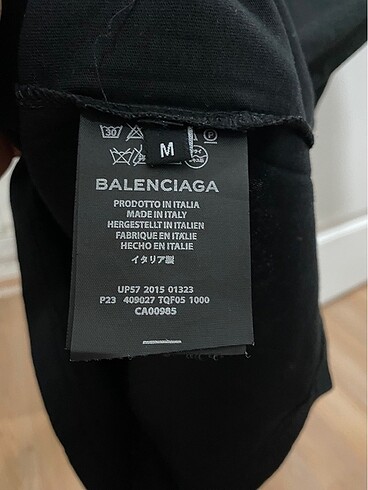 30
M
BALENCIAGA
PRODOTTO IN ITALIA
MADE IN ITALY
HERGESTELLT IN ITALIEN
FABRIQUE EN ITALIE
HECHO EN ITALIE
イタリア製
UP57 2015 01323
P23 409027 TQF05 1000
CA00985